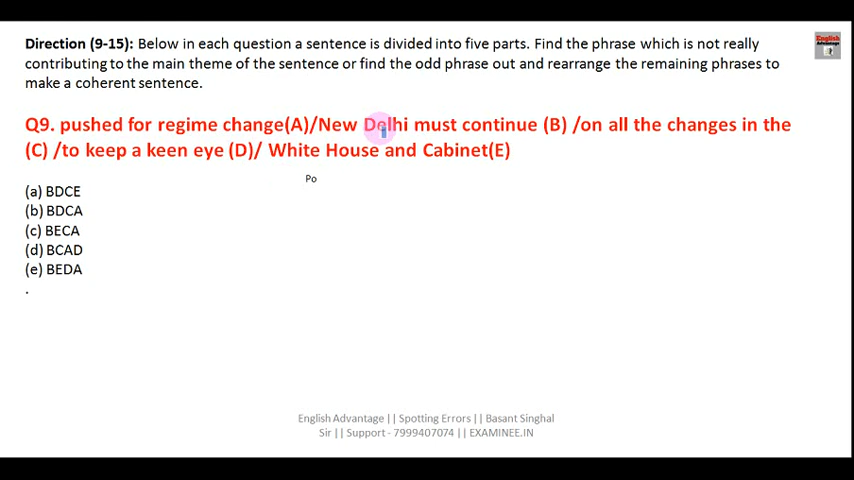 English
Advantage
Direction (9-15): Below in each question a sentence is divided into five parts. Find the phrase which is not really
contributing to the main theme of the sentence or find the odd phrase out and rearrange the remaining phrases to
make a coherent sentence.
Q9. pushed for regime change(A)/New Delhi must continue (B) /on all the changes in the
(C) /to keep a keen eye (D)/ White House and Cabinet(E)
Po
(a) BDCE
(b) BDCA
(c) BECA
(d) BCAD
(e) BEDA
.
English Advantage || Spotting Errors || Basant Singhal
Sir || Support - 7999407074 || EXAMINEE.IN